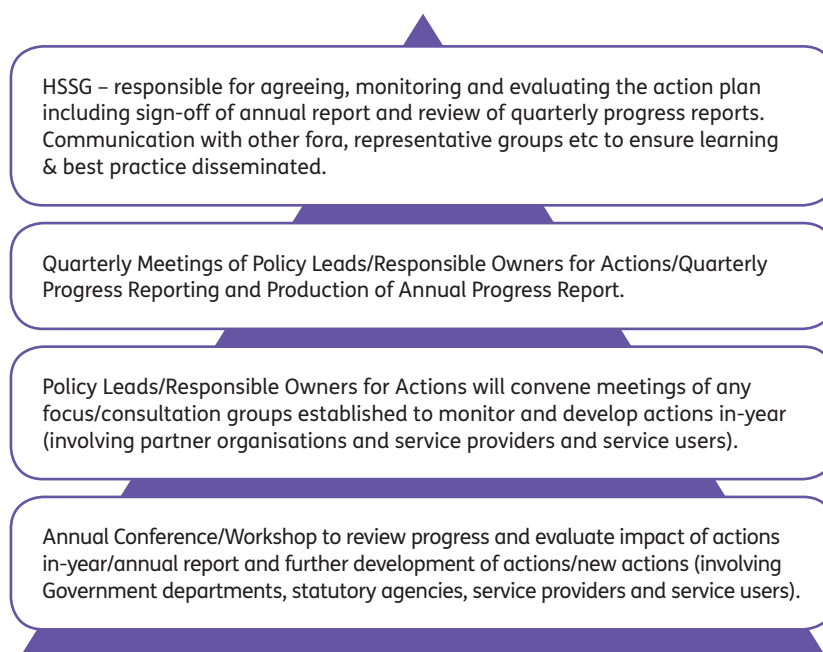 HSSG – responsible for agreeing, monitoring and evaluating the action plan
including sign-off of annual report and review of quarterly progress reports.
Communication with other fora, representative groups etc to ensure learning
& best practice disseminated.
Quarterly Meetings of Policy Leads/Responsible Owners for Actions/Quarterly
Progress Reporting and Production of Annual Progress Report.
Policy Leads/Responsible Owners for Actions will convene meetings of any
focus/consultation groups established to monitor and develop actions in-year
(involving partner organisations and service providers and service users).
Annual Conference/Workshop to review progress and evaluate impact of actions
in-year/annual report and further development of actions/new actions (involving
Government departments, statutory agencies, service providers and service users).